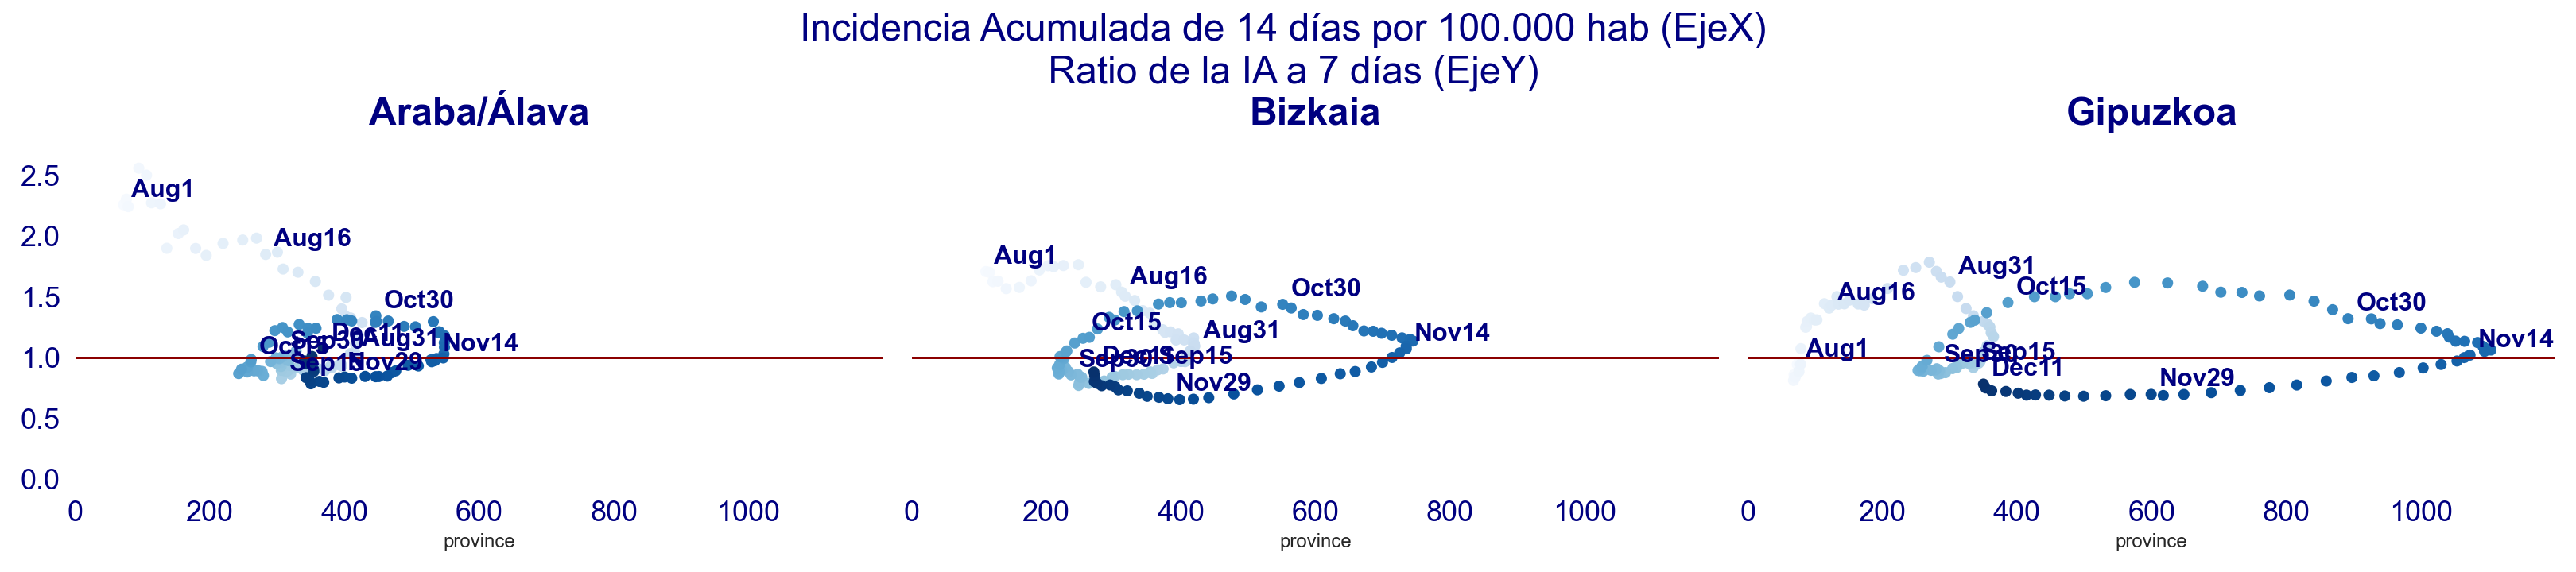 Incidencia Acumulada de 14 días por 100.000 hab (EjeX)
Ratio de la IA a 7 días (EjeY)
Araba/Álava
2.5
2.0
1.5
1.0
0.5
0.0
Aug1
Aug16
Oct30
Dec11
Sep30
Aug31
Oct15
Nov14
Sep15
Nov29
0 200 400 600 800 1000
province
Bizkaia
Aug1
Aug16
Oct30
Oct15
Aug31
Nov14
Sep30
Dec11
Sep15
Nov29
0 200 400 600 800 1000
province
Gipuzkoa
Aug31
Aug16
Oct15
Oct30
Nov14
Aug1
Sep30
Sep15
Dec11
Nov29
0 200 400 600 800 1000
province